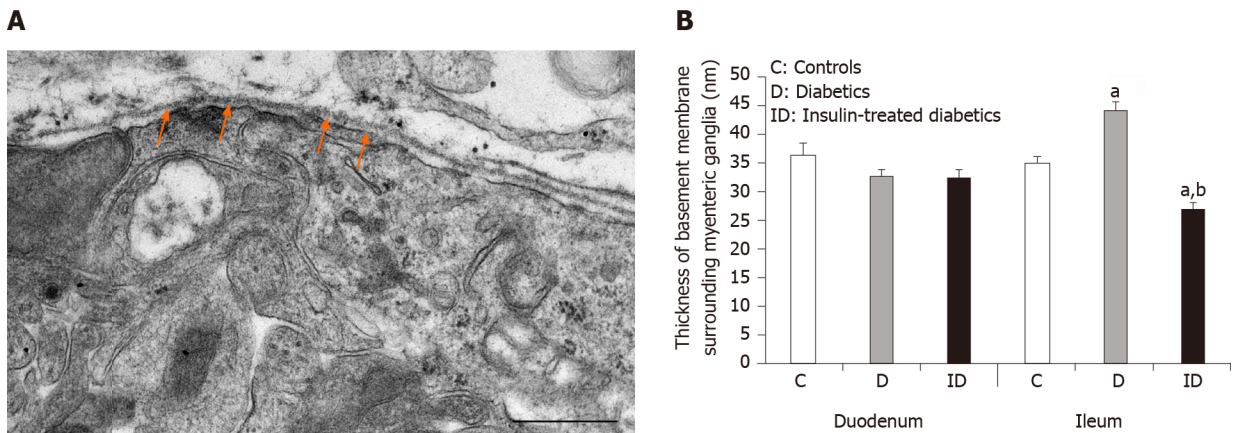 A
B
Thickness of basement membrane
surrounding myenteric ganglia (nm)
50
45
40
35
30
25
20
15
10
5
0
C: Controls
D: Diabetics
ID: Insulin-treated diabetics
a
a,b
C
D
ID
C
D
ID
Duodenum
Ileum